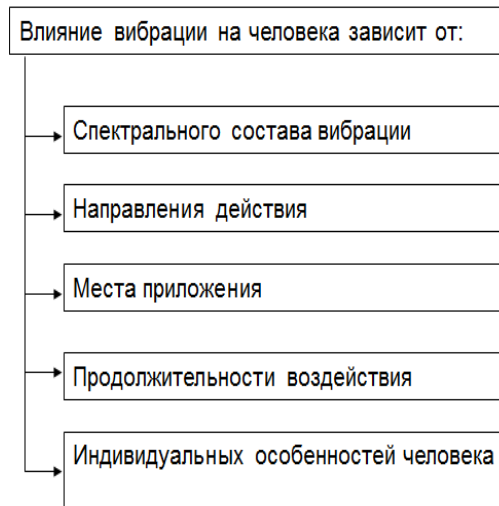 Влияние вибрации на человека зависит от:
Спектрального состава вибрации
Направления действия
Места приложения
Продолжительности воздействия
Индивидуальных особенностей человека